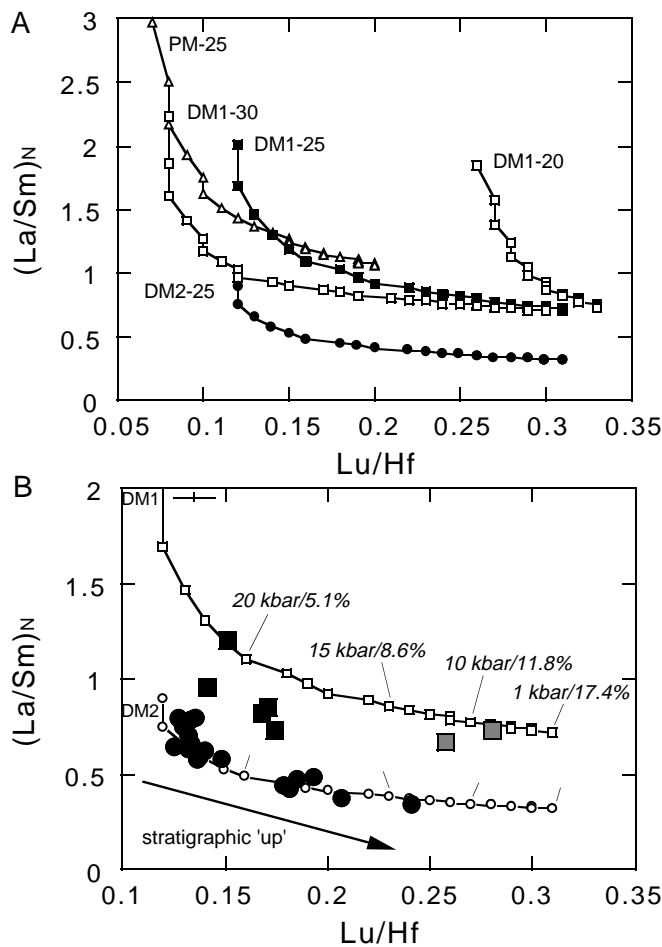 A
3
2.5
2
1.5
1
0.5
0
(La/Sm)N
PM-25
DM1-30
DM1-25
DM1-20
DM2-25
0.05 0.1 0.15 0.2 0.25 0.3 0.35
Lu/Hf
B
2
1.5
1
0.5
0
(La/Sm)N
DM1
20 kbar/5.1%
15 kbar/8.6%
10 kbar/11.8%
1 kbar/17.4%
DM2
stratigraphic 'up'
0.1 0.15 0.2 0.25 0.3 0.35
Lu/Hf